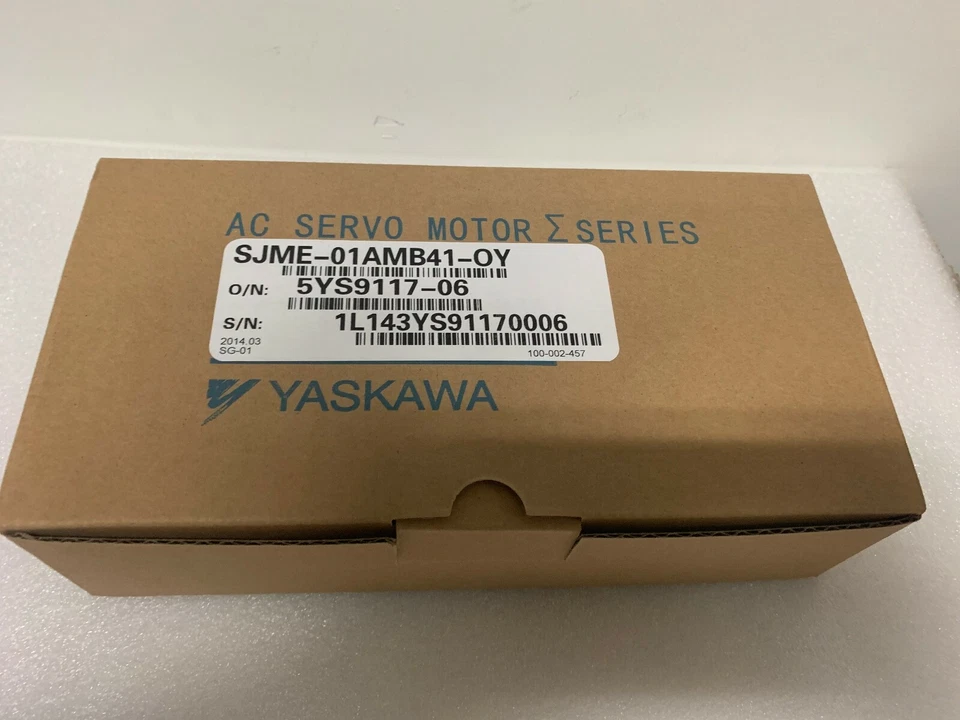 AC SERVO MOTOR Σ SERIES
SJME-01AMB41-OY
O/N: 5YS9117-06
S/N: 1L143YS91170006
2014.03
SG-01 100-002-457
YASKAWA